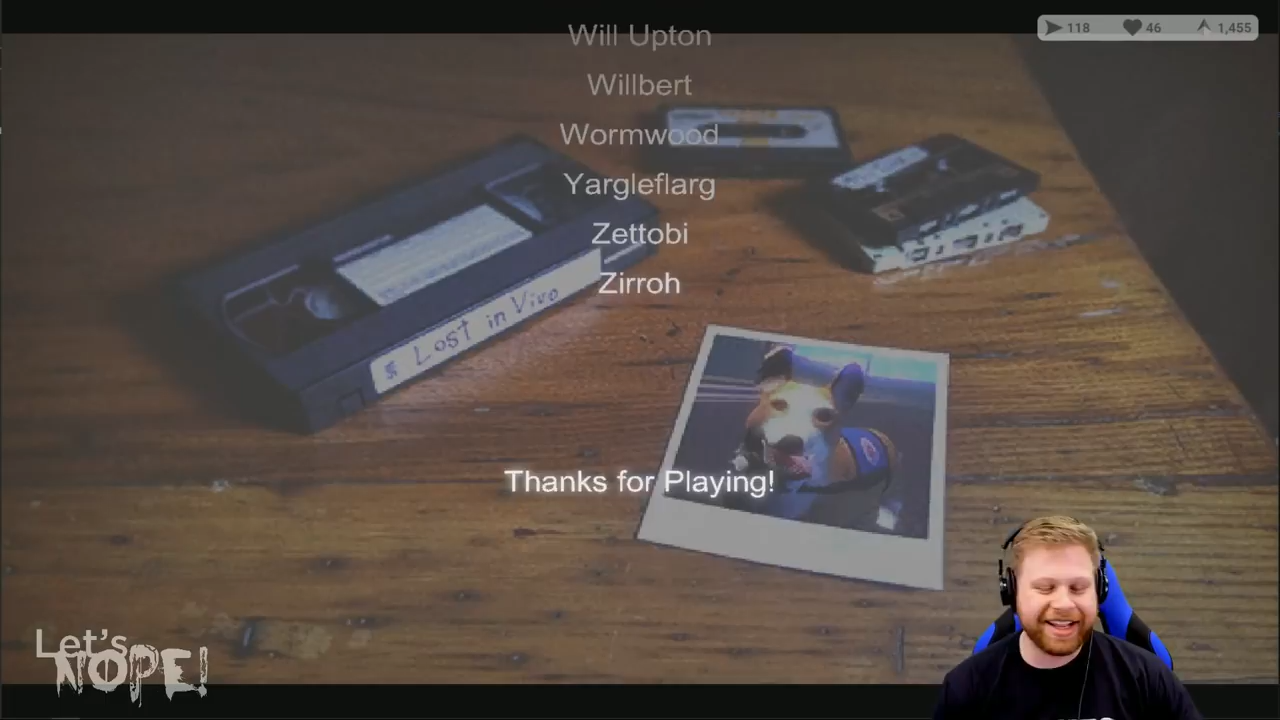 Will Upton
118
46
1,455
Willbert
Wormwood
Yargleflarg
Zettobi
Zirroh
Lost in Vivo
Thanks for Playing!
Let's
NOPE!